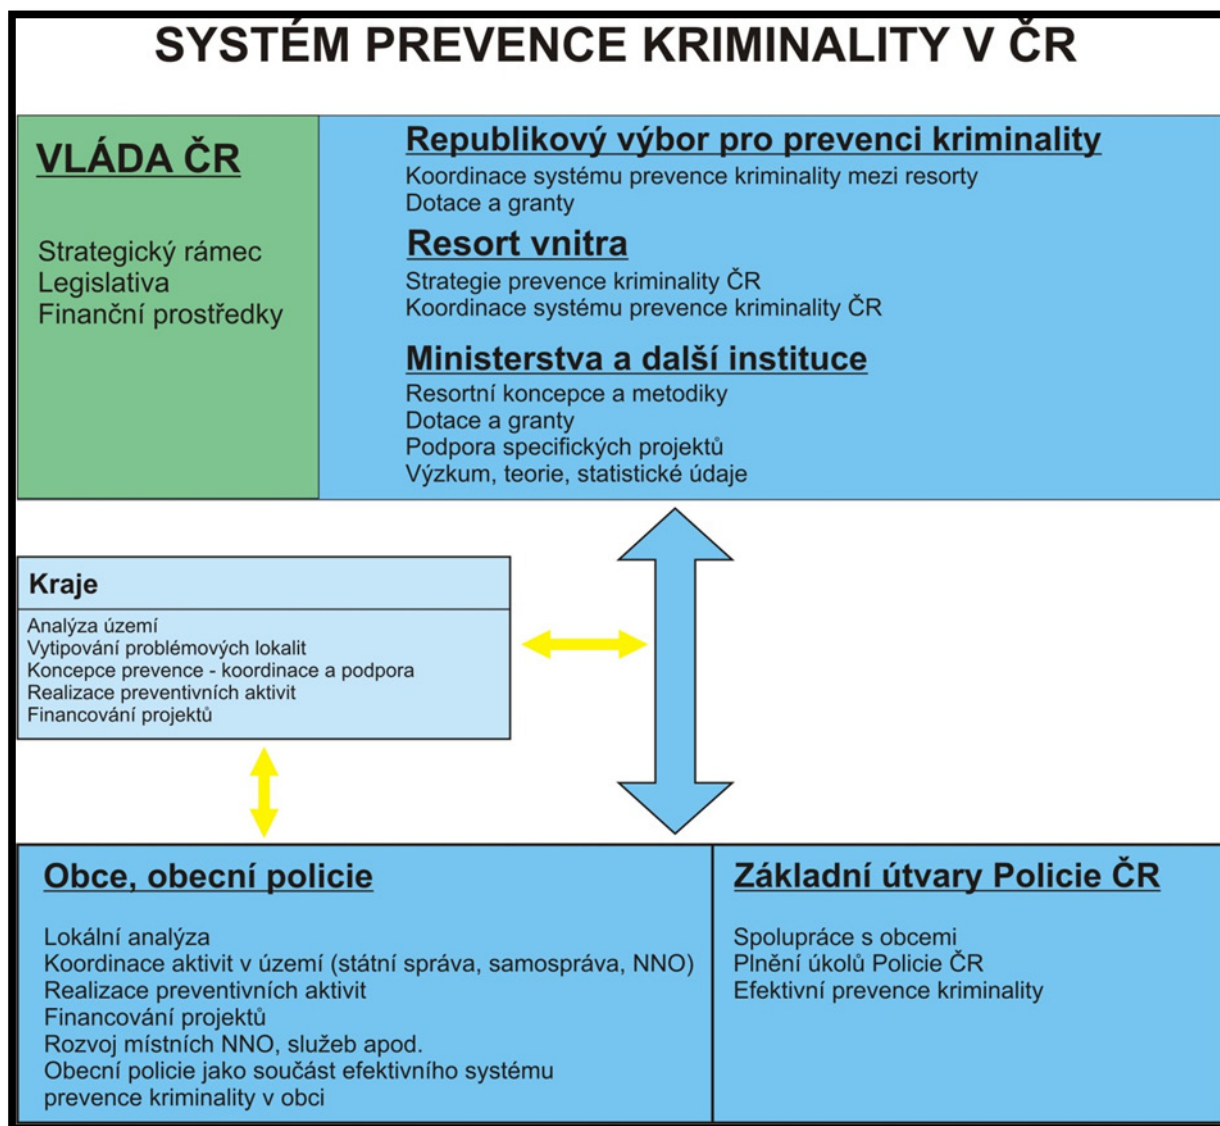 SYSTÉM PREVENCE KRIMINALITY V ČR
VLÁDA ČR
Strategický rámec
Legislativa
Finanční prostředky
Republikový výbor pro prevenci kriminality
Koordinace systému prevence kriminality mezi resorty
Dotace a granty
Resort vnitra
Strategie prevence kriminality ČR
Koordinace systému prevence kriminality ČR
Ministerstva a další instituce
Resortní koncepce a metodiky
Dotace a granty
Podpora specifických projektů
Výzkum, teorie, statistické údaje
Kraje
Analýza území
Vytipování problémových lokalit
Koncepce prevence - koordinace a podpora
Realizace preventivních aktivit
Financování projektů
Obce, obecní policie
Lokální analýza
Koordinace aktivit v území (státní správa, samospráva, NNO)
Realizace preventivních aktivit
Financování projektů
Rozvoj místních NNO, služeb apod.
Obecní policie jako součást efektivního systému
prevence kriminality v obci
Základní útvary Policie ČR
Spolupráce s obcemi
Plnění úkolů Policie ČR
Efektivní prevence kriminality